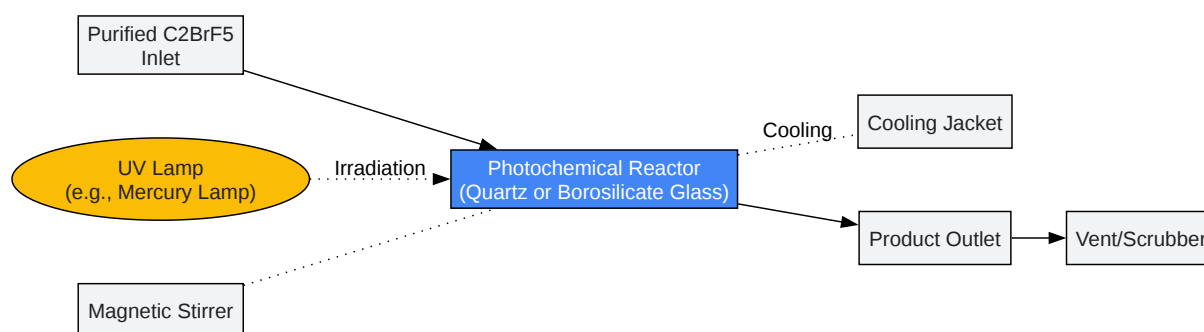 Purified C2BrF5
Inlet
UV Lamp
(e.g., Mercury Lamp)
Irradiation
Photochemical Reactor
(Quartz or Borosilicate Glass)
Cooling
Cooling Jacket
Product Outlet
Vent/Scrubber
Magnetic Stirrer